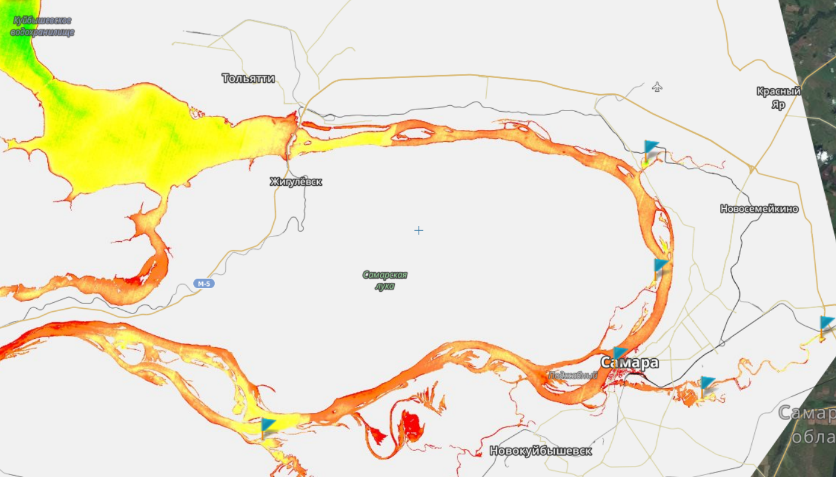 Куйбышевское
водохранилище
Тольятти
Красный
Яр
Жигулёвск
Новосемейкино
Самарская
лука
М-5
Самара
Новокуйбышевск
Самар
обла